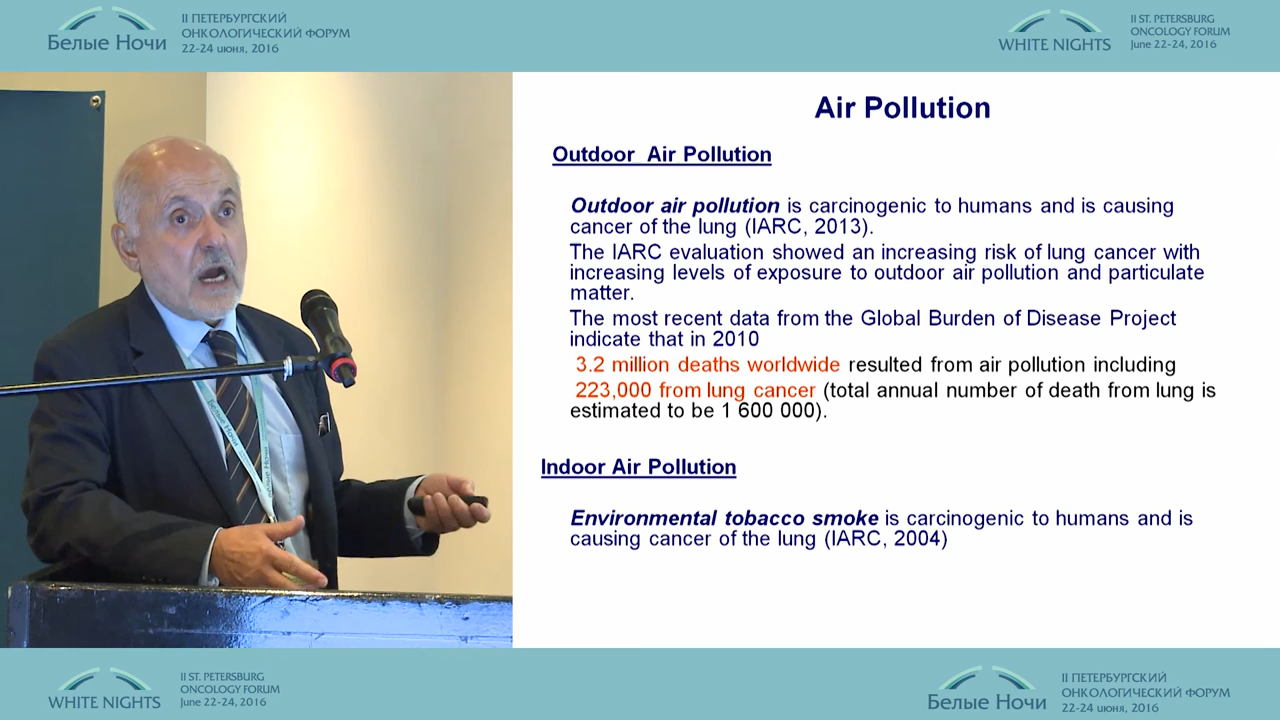 II ПЕТЕРБУРГСКИЙ
ОНКОЛОГИЧЕСКИЙ ФОРУМ
22-24 июня, 2016
Белые Ночи
II ST. PETERSBURG
ONCOLOGY FORUM
June 22-24, 2016
WHITE NIGHTS
Air Pollution
Outdoor Air Pollution
Outdoor air pollution is carcinogenic to humans and is causing
cancer of the lung (IARC, 2013).
The IARC evaluation showed an increasing risk of lung cancer with
increasing levels of exposure to outdoor air pollution and particulate
matter.
The most recent data from the Global Burden of Disease Project
indicate that in 2010
3.2 million deaths worldwide resulted from air pollution including
223,000 from lung cancer (total annual number of death from lung is
estimated to be 1 600 000).
Indoor Air Pollution
Environmental tobacco smoke is carcinogenic to humans and is
causing cancer of the lung (IARC, 2004)
Белые Ночи
Белые Ночи
WHITE NIGHTS
II ST. PETERSBURG
ONCOLOGY FORUM
June 22-24, 2016
Белые Ночи
II ПЕТЕРБУРГСКИЙ
ОНКОЛОГИЧЕСКИЙ ФОРУМ
22-24 июня, 2016